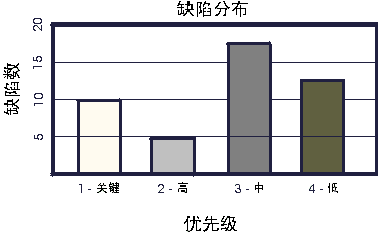 缺陷分布
缺陷数
20
15
10
5
1 - 关键
2 - 高
3 - 中
4 - 低
优先级